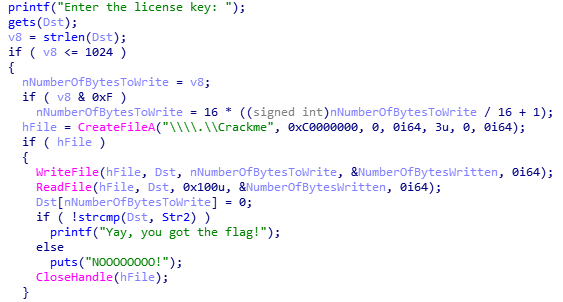 printf("Enter the license key: ");
gets(Dst);
v8 = strlen(Dst);
if ( v8 <= 1024 )
{
nNumberOfBytesToWrite = v8;
if ( v8 & 0xF )
nNumberOfBytesToWrite = 16 * ((signed int)nNumberOfBytesToWrite / 16 + 1);
hFile = CreateFileA("\\\\.\\Crackme", 0xC0000000, 0, 0i64, 3u, 0, 0i64);
if ( hFile )
{
WriteFile(hFile, Dst, nNumberOfBytesToWrite, &NumberOfBytesWritten, 0i64);
ReadFile(hFile, Dst, 0x100u, &NumberOfBytesWritten, 0i64);
Dst[nNumberOfBytesToWrite] = 0;
if ( !strcmp(Dst, Str2) )
printf("Yay, you got the flag!");
else
puts("NOOOOOOOO!");
CloseHandle(hFile);
}